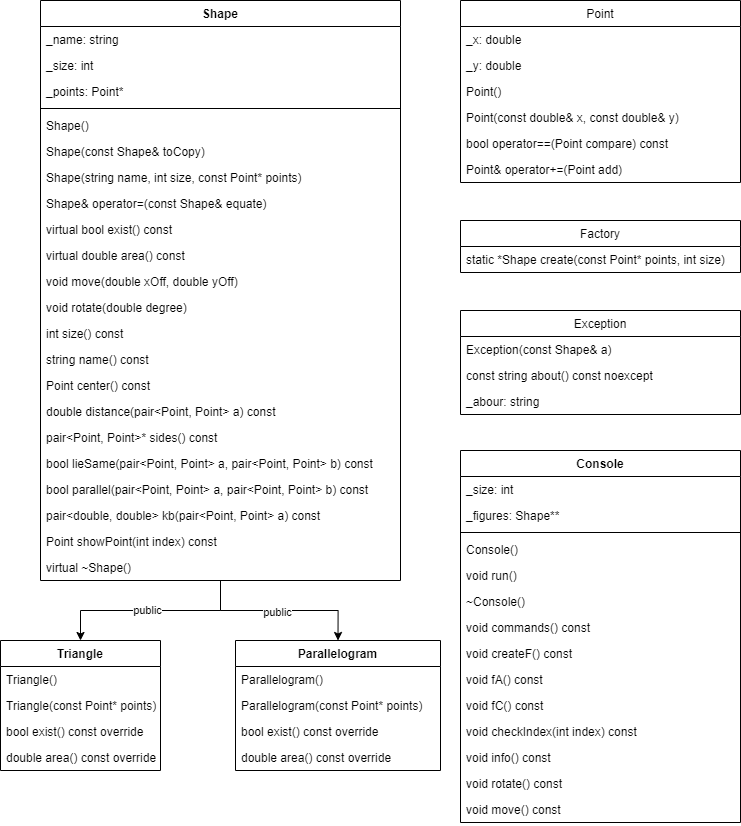 Shape
_name: string
_size: int
_points: Point*
Shape()
Shape(const Shape& toCopy)
Shape(string name, int size, const Point* points)
Shape& operator=(const Shape& equate)
virtual bool exist() const
virtual double area() const
void move(double xOff, double yOff)
void rotate(double degree)
int size() const
string name() const
Point center() const
double distance(pair<Point, Point> a) const
pair<Point, Point>* sides() const
bool lieSame(pair<Point, Point> a, pair<Point, Point> b) const
bool parallel(pair<Point, Point> a, pair<Point, Point> b) const
pair<double, double> kb(pair<Point, Point> a) const
Point showPoint(int index) const
virtual ~Shape()
public
public
Triangle
Triangle()
Triangle(const Point* points)
bool exist() const override
double area() const override
Parallelogram
Parallelogram()
Parallelogram(const Point* points)
bool exist() const override
double area() const override
Point
_x: double
_y: double
Point()
Point(const double& x, const double& y)
bool operator==(Point compare) const
Point& operator+=(Point add)
Factory
static *Shape create(const Point* points, int size)
Exception
Exception(const Shape& a)
const string about() const noexcept
_abour: string
Console
_size: int
_figures: Shape**
Console()
void run()
~Console()
void commands() const
void createF() const
void fA() const
void fC() const
void checkIndex(int index) const
void info() const
void rotate() const
void move() const